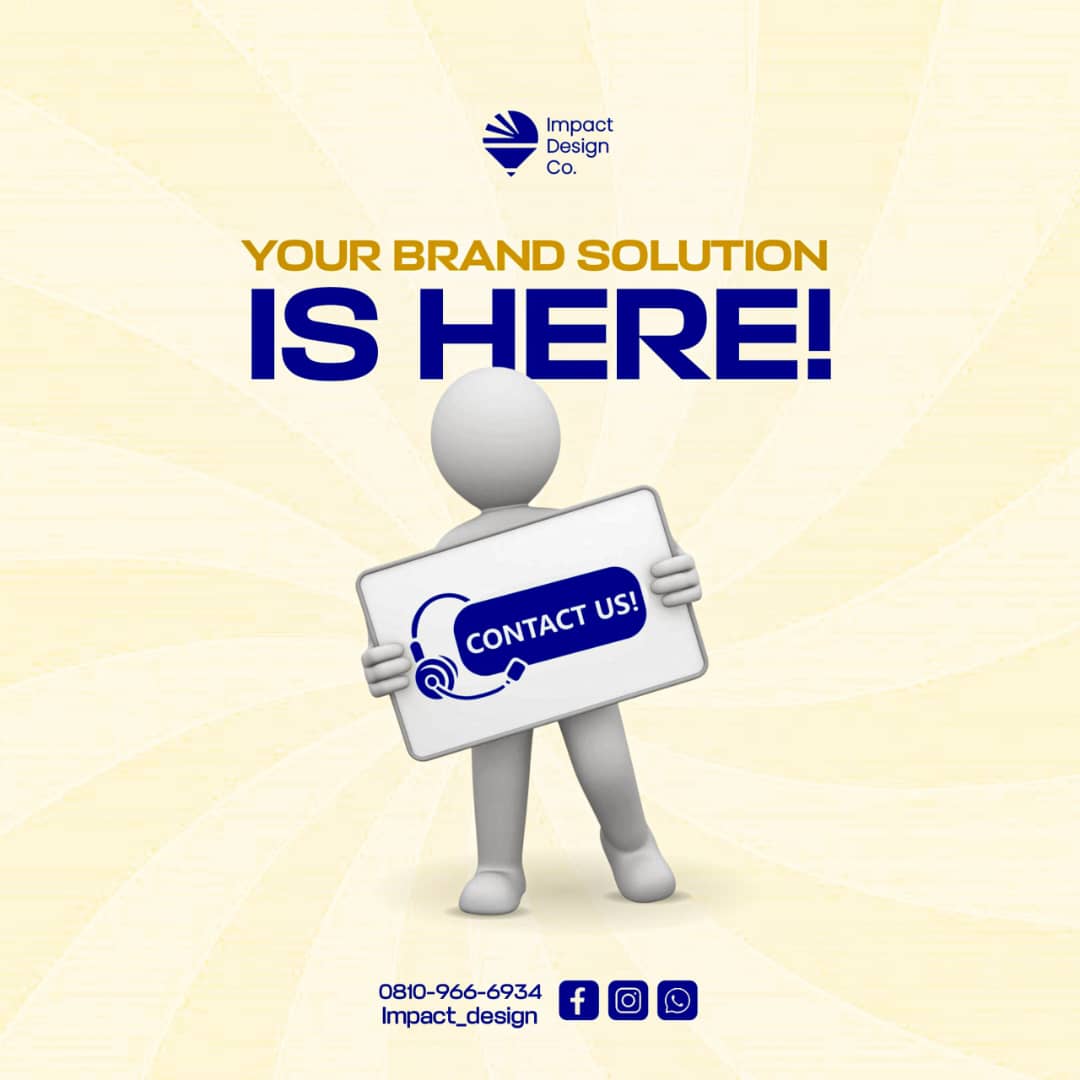 Impact
Design
Co.
YOUR BRAND SOLUTION
IS HERE!
CONTACT US!
0810-966-6934
Impact_design